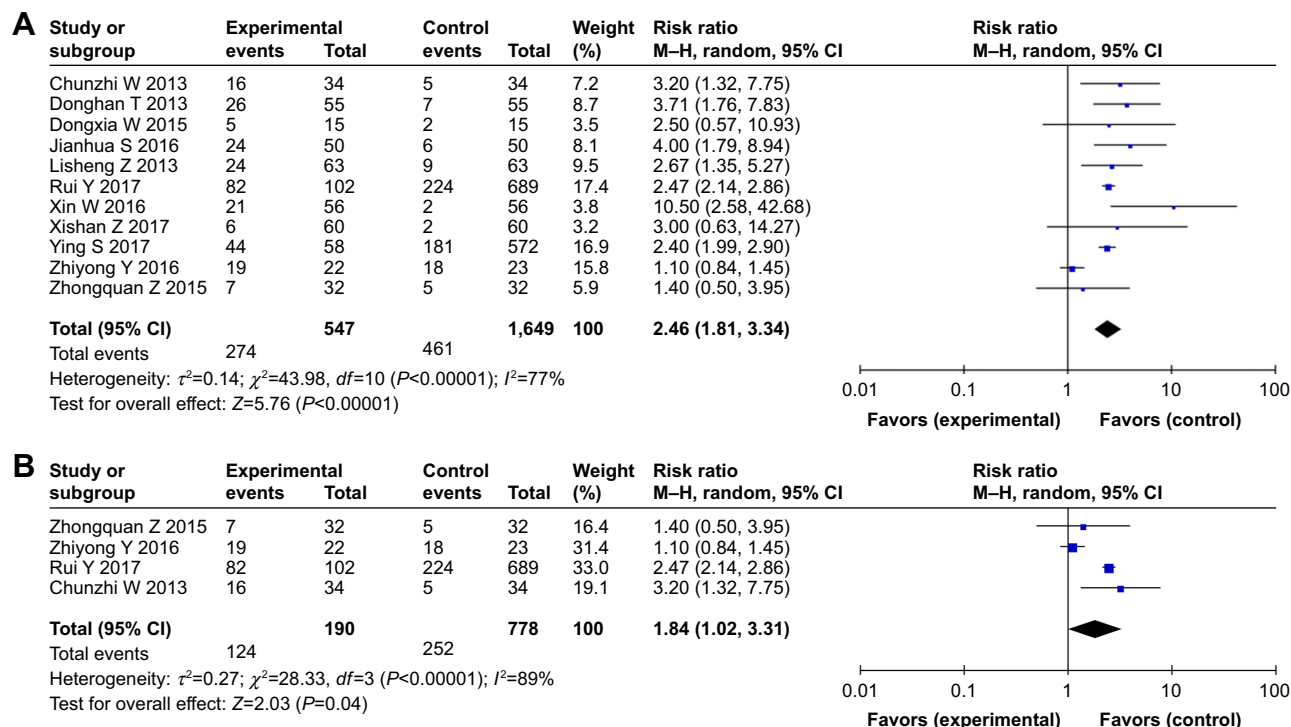 A Study or Experimental Control Weight Risk ratio Risk ratio
subgroup events Total events Total (%) M–H, random, 95% CI M–H, random, 95% CI
Chunzhi W 2013 16 34 5 34 7.2 3.20 (1.32, 7.75)
Donghan T 2013 26 55 7 55 8.7 3.71 (1.76, 7.83)
Dongxia W 2015 5 15 2 15 3.5 2.50 (0.57, 10.93)
Jianhua S 2016 24 50 6 50 8.1 4.00 (1.79, 8.94)
Lisheng Z 2013 24 63 9 63 9.5 2.67 (1.35, 5.27)
Rui Y 2017 82 102 224 689 17.4 2.47 (2.14, 2.86)
Xin W 2016 21 56 2 56 3.8 10.50 (2.58, 42.68)
Xishan Z 2017 6 60 2 60 3.2 3.00 (0.63, 14.27)
Ying S 2017 44 58 181 572 16.9 2.40 (1.99, 2.90)
Zhiyong Y 2016 19 22 18 23 15.8 1.10 (0.84, 1.45)
Zhongquan Z 2015 7 32 5 32 5.9 1.40 (0.50, 3.95)
Total (95% CI) 547 1,649 100 2.46 (1.81, 3.34)
Total events 274 461
Heterogeneity: τ²=0.14; χ²=43.98, df=10 (P<0.00001); I²=77%
Test for overall effect: Z=5.76 (P<0.00001)
0.01 0.1 1 10 100
Favors (experimental) Favors (control)
B Study or Experimental Control Weight Risk ratio Risk ratio
subgroup events Total events Total (%) M–H, random, 95% CI M–H, random, 95% CI
Zhongquan Z 2015 7 32 5 32 16.4 1.40 (0.50, 3.95)
Zhiyong Y 2016 19 22 18 23 31.4 1.10 (0.84, 1.45)
Rui Y 2017 82 102 224 689 33.0 2.47 (2.14, 2.86)
Chunzhi W 2013 16 34 5 34 19.1 3.20 (1.32, 7.75)
Total (95% CI) 190 778 100 1.84 (1.02, 3.31)
Total events 124 252
Heterogeneity: τ²=0.27; χ²=28.33, df=3 (P<0.00001); I²=89%
Test for overall effect: Z=2.03 (P=0.04)
0.01 0.1 1 10 100
Favors (experimental) Favors (control)